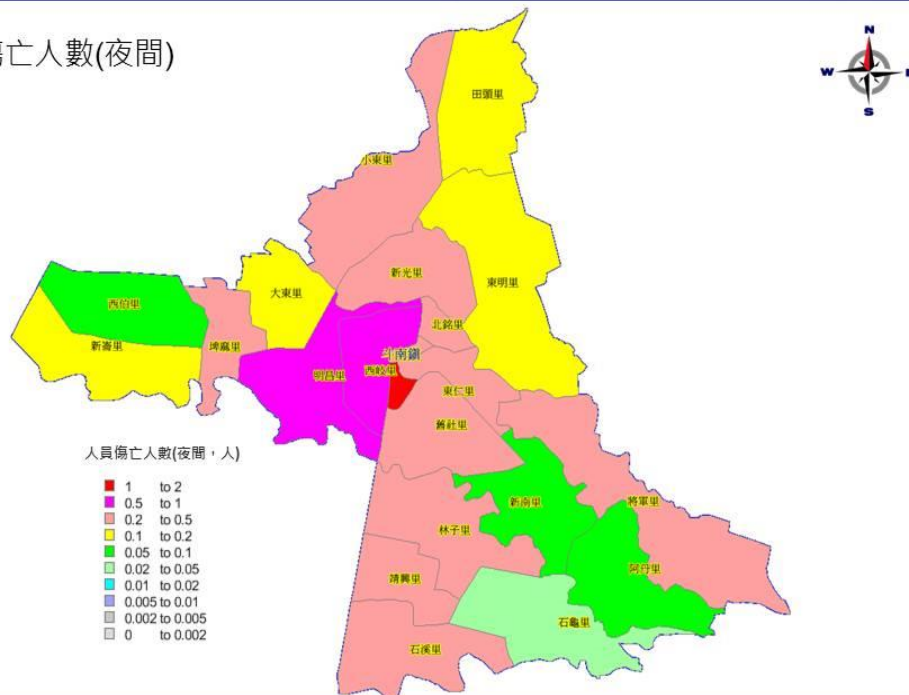 傷亡人數(夜間)
N
W
S
田頭里
小東里
新光里
東明里
大東里
西伯里
新崙里
埤麻里
北銘里
斗南鎮
明昌里
西岐里
東仁里
舊社里
人員傷亡人數(夜間,人)
1 to 2
0.5 to 1
0.2 to 0.5
0.1 to 0.2
0.05 to 0.1
0.02 to 0.05
0.01 to 0.02
0.005 to 0.01
0.002 to 0.005
0 to 0.002
新南里
將軍里
林子里
阿丹里
靖興里
石龜里
石溪里